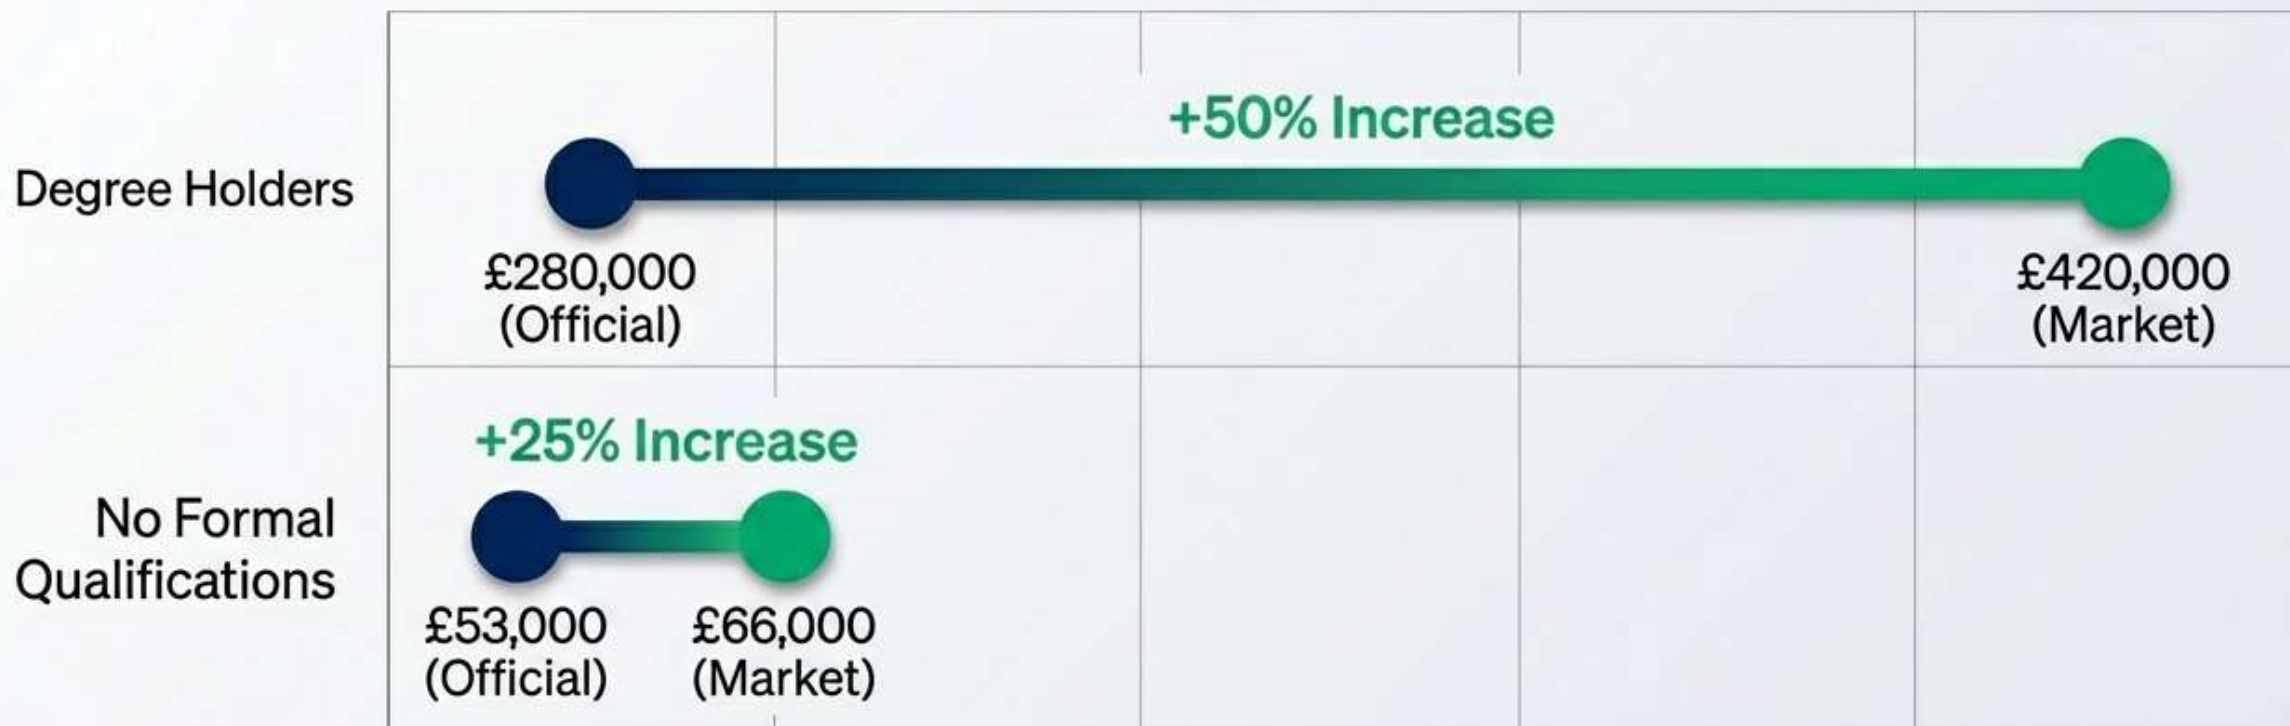 +50% Increase
Degree Holders
£280,000
(Official)
£420,000
(Market)
+25% Increase
No Formal
Qualifications
£53,000
(Official)
£66,000
(Market)